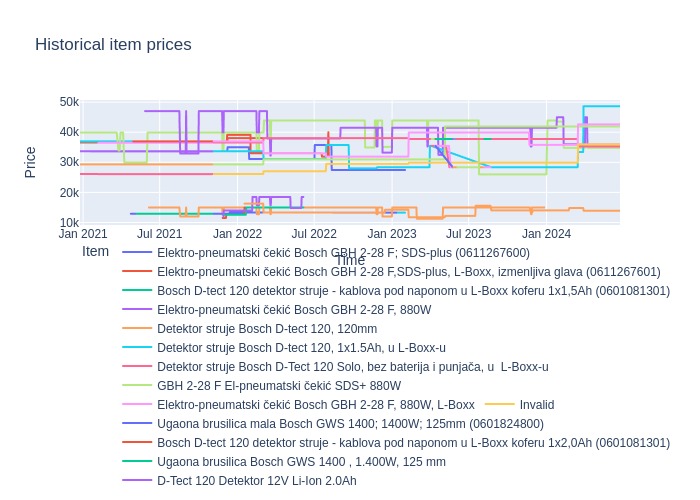 Historical item prices
50k
40k
30k
20k
10k
Price
Jan 2021
Jul 2021
Jan 2022
Jul 2022
Jan 2023
Jul 2023
Jan 2024
Time
Item
Elektro-pneumatski čekić Bosch GBH 2-28 F; SDS-plus (0611267600)
Elektro-pneumatski čekić Bosch GBH 2-28 F,SDS-plus, L-Boxx, izmenljiva glava (0611267601)
Bosch D-tect 120 detektor struje - kablova pod naponom u L-Boxx koferu 1x1,5Ah (0601081301)
Elektro-pneumatski čekić Bosch GBH 2-28 F, 880W
Detektor struje Bosch D-tect 120, 120mm
Detektor struje Bosch D-tect 120, 1x1.5Ah, u L-Boxx-u
Detektor struje Bosch D-Tect 120 Solo, bez baterija i punjača, u L-Boxx-u
GBH 2-28 F El-pneumatski čekić SDS+ 880W
Elektro-pneumatski čekić Bosch GBH 2-28 F, 880W, L-Boxx
Invalid
Ugaona brusilica mala Bosch GWS 1400; 1400W; 125mm (0601824800)
Bosch D-tect 120 detektor struje - kablova pod naponom u L-Boxx koferu 1x2,0Ah (0601081301)
Ugaona brusilica Bosch GWS 1400 , 1.400W, 125 mm
D-Tect 120 Detektor 12V Li-Ion 2.0Ah